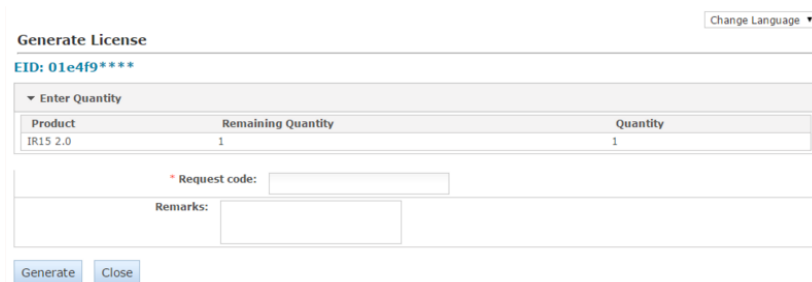 Change Language
Generate License
EID: 01e4f9****
Enter Quantity
Product Remaining Quantity Quantity
IR15 2.0 1 1
* Request code:
Remarks:
Generate Close